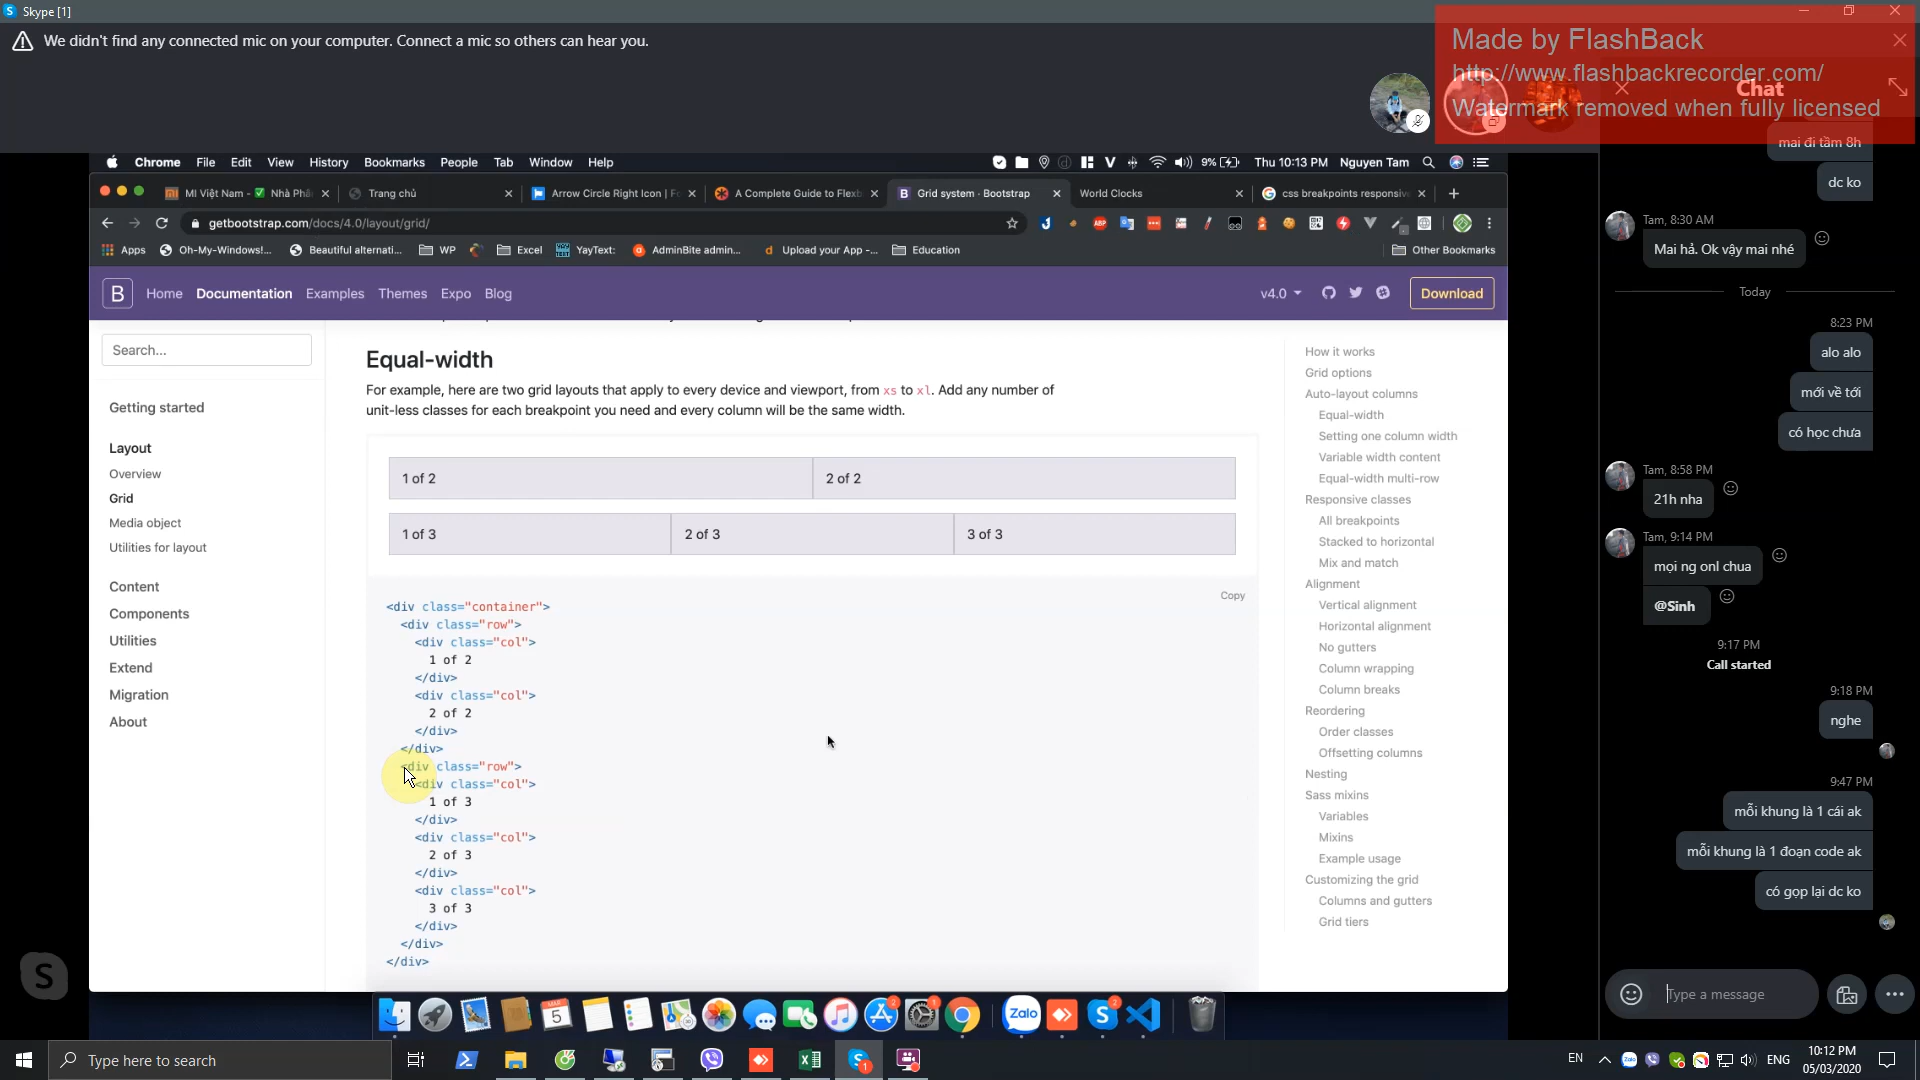 Skype [1]
We didn't find any connected mic on your computer. Connect a mic so others can hear you.
Made by FlashBack
http://www.flashbackrecorder.com/
Watermark removed when fully licensed
Chat
Chrome File Edit View History Bookmarks People Tab Window Help
9% Thu 10:13 PM Nguyen Tam
MI Việt Nam - ✅ Nhà Phâ
Trang chủ
Arrow Circle Right Icon | Fo
A Complete Guide to Flexb
Grid system · Bootstrap
World Clocks
css breakpoints responsiv
getbootstrap.com/docs/4.0/layout/grid/
Apps Oh-My-Windows!... Beautiful alternati... WP Excel YayText: AdminBite admin... Upload your App -... Education Other Bookmarks
B Home Documentation Examples Themes Expo Blog v4.0 Download
Search...
Getting started
Layout
Overview
Grid
Media object
Utilities for layout
Content
Components
Utilities
Extend
Migration
About
Equal-width
For example, here are two grid layouts that apply to every device and viewport, from xs to xl. Add any number of
unit-less classes for each breakpoint you need and every column will be the same width.
1 of 2 2 of 2
1 of 3 2 of 3 3 of 3
Copy
<div class="container">
<div class="row">
<div class="col">
1 of 2
</div>
<div class="col">
2 of 2
</div>
</div>
<div class="row">
<div class="col">
1 of 3
</div>
<div class="col">
2 of 3
</div>
<div class="col">
3 of 3
</div>
</div>
</div>
How it works
Grid options
Auto-layout columns
Equal-width
Setting one column width
Variable width content
Equal-width multi-row
Responsive classes
All breakpoints
Stacked to horizontal
Mix and match
Alignment
Vertical alignment
Horizontal alignment
No gutters
Column wrapping
Column breaks
Reordering
Order classes
Offsetting columns
Nesting
Sass mixins
Variables
Mixins
Example usage
Customizing the grid
Columns and gutters
Grid tiers
mai đi tầm 8h
dc ko
Tam, 8:30 AM
Mai hả. Ok vậy mai nhé
Today
8:23 PM
alo alo
mới về tới
có học chưa
Tam, 8:58 PM
21h nha
Tam, 9:14 PM
mọi ng onl chua
@Sinh
9:17 PM
Call started
9:18 PM
nghe
9:47 PM
mỗi khung là 1 cái ak
mỗi khung là 1 đoạn code ak
có gọp lại dc ko
Type a message
MAR
5
Zalo
Type here to search
EN
ENG
10:12 PM
05/03/2020